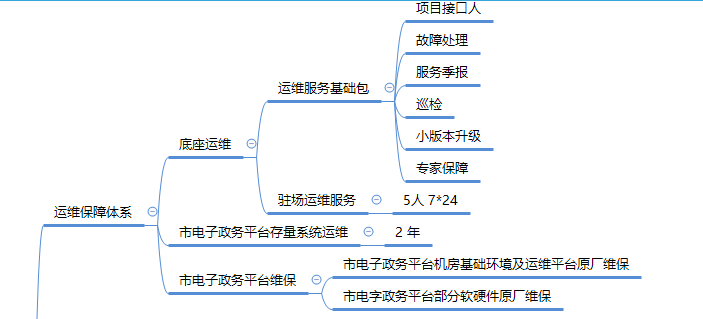 项目接口人
故障处理
服务季报
运维服务基础包
巡检
小版本升级
底座运维
专家保障
驻场运维服务
5人 7*24
运维保障体系
市电子政务平台存量系统运维
2 年
市电子政务平台机房基础环境及运维平台原厂维保
市电子政务平台维保
市电字政务平台部分软硬件原厂维保